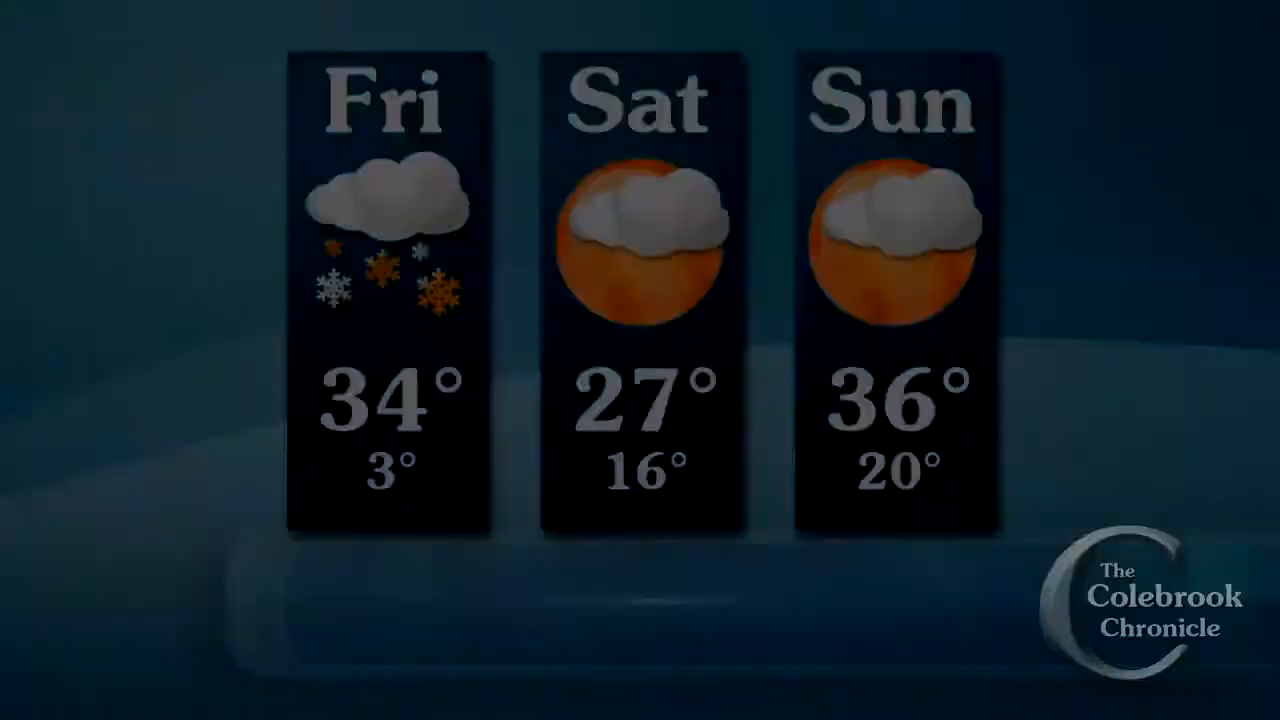 Fri
34°
3°
Sat
27°
16°
Sun
36°
20°
The
Colebrook
Chronicle